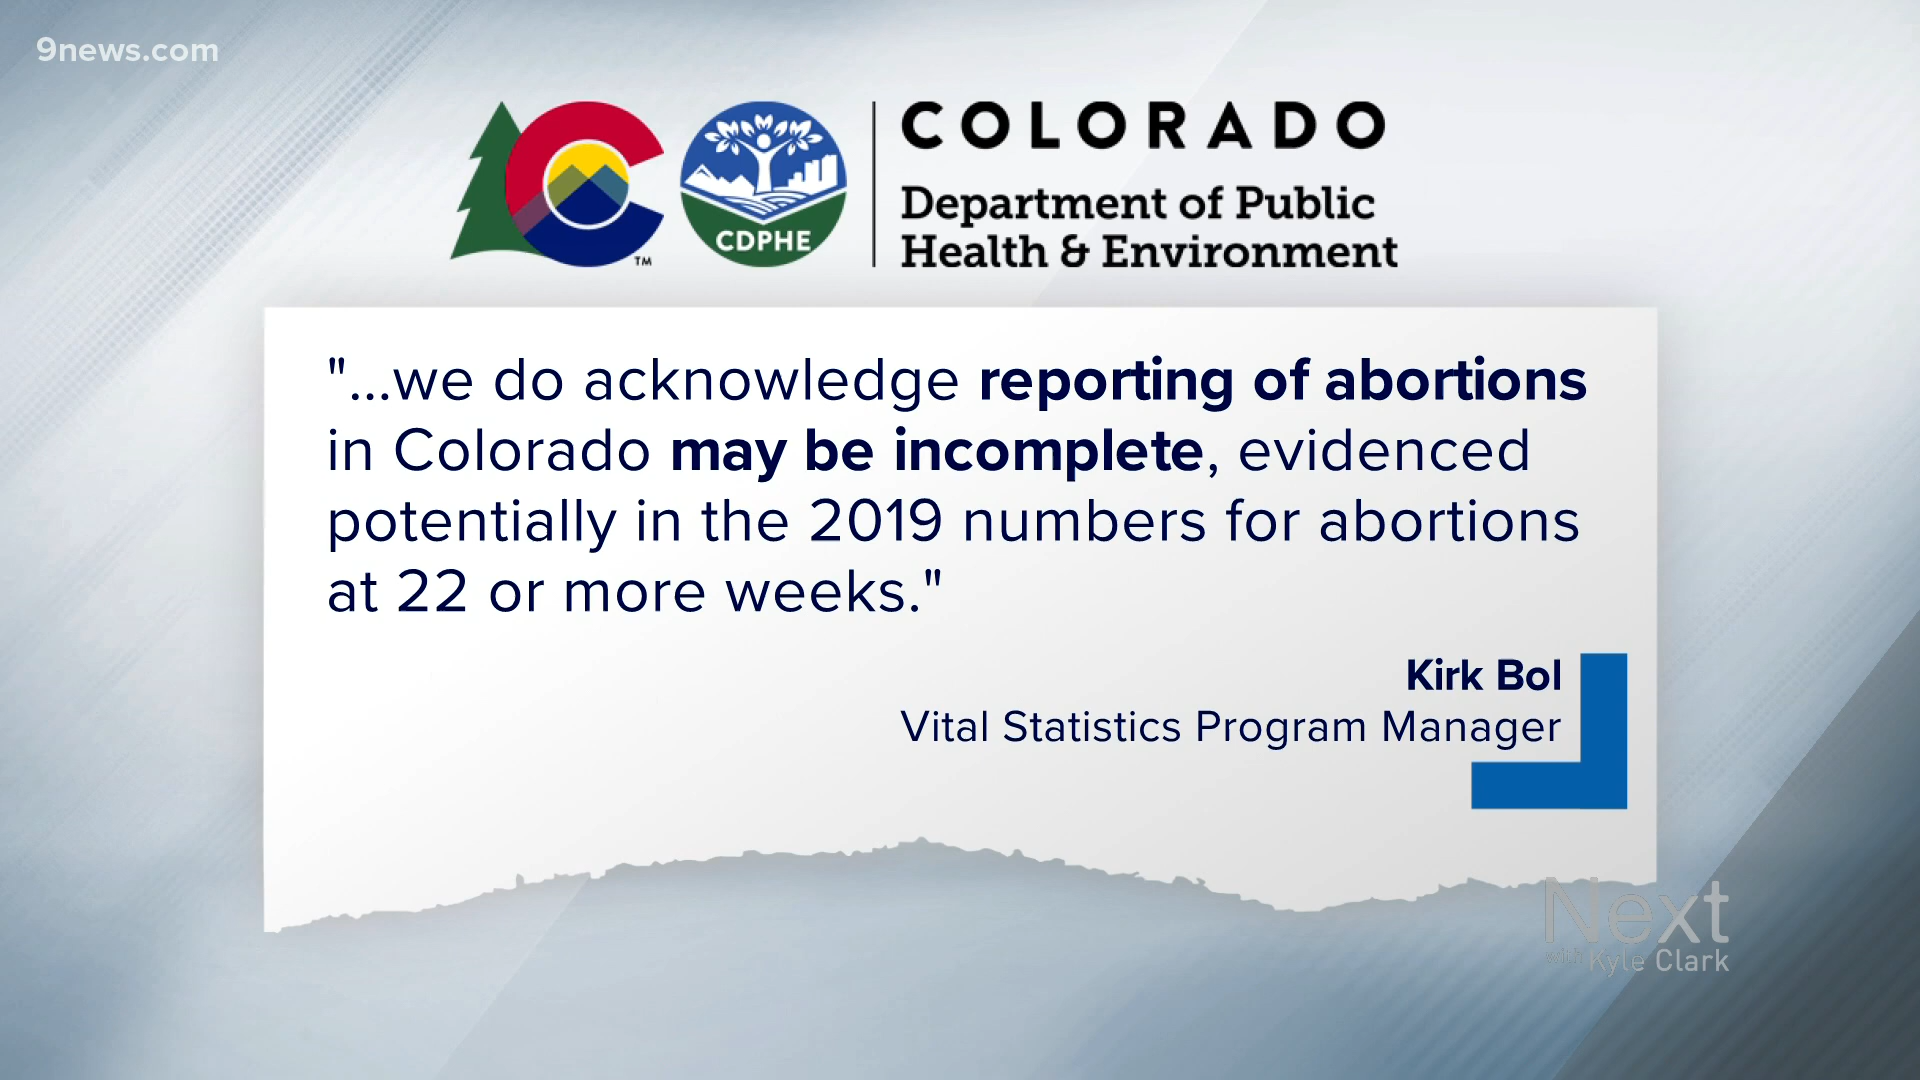 9news.com
COLORADO
Department of Public
Health & Environment
CDPHE
TM
"...we do acknowledge reporting of abortions
in Colorado may be incomplete, evidenced
potentially in the 2019 numbers for abortions
at 22 or more weeks."
Kirk Bol
Vital Statistics Program Manager
Next
with Kyle Clark